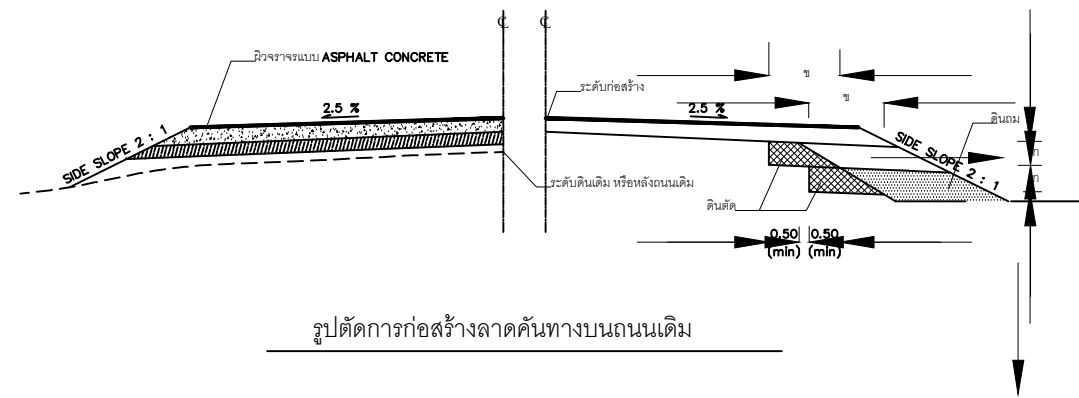 ℄ ℄
ผิวจราจรแบบ ASPHALT CONCRETE
ข
ระดับก่อสร้าง
ข
2.5 %
2.5 %
ดินถม
SIDE SLOPE 2 : 1
SIDE SLOPE 2 : 1
ก
ก
ระดับดินเดิม หรือหลังถนนเดิม
ดินตัด
0.50 0.50
(min) (min)
รูปตัดการก่อสร้างลาดคันทางบนถนนเดิม